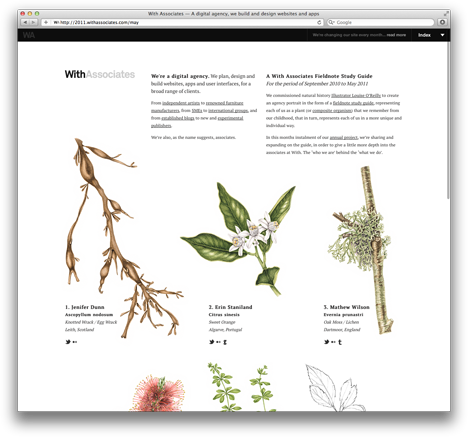 With Associates — A digital agency, we build and design websites and apps
http://2011.withassociates.com/may
Google
WA
We're changing our site every month... read more
Index
WithAssociates
We're a digital agency. We plan, design and
build websites, apps and user interfaces, for a
broad range of clients.
From independent artists to renowned furniture
manufacturers, from SMEs to international groups, and
from established blogs to new and experimental
publishers.
We're also, as the name suggests, associates.
A With Associates Fieldnote Study Guide
For the period of September 2010 to May 2011
We commissioned natural history Illustrator Louise O'Reilly to create
an agency portrait in the form of a fieldnote study guide, representing
each of us as a plant (or composite organism) that we remember from
our childhood, that in turn, represents each of us in a more unique and
individual way.
In this months instalment of our annual project, we're sharing and
expanding on the guide, in order to give a little more depth into the
associates at With. The 'who we are' behind the 'what we do'.
1. Jenifer Dunn
Ascopyllum nodosum
Knotted Wrack / Egg Wrack
Leith, Scotland
2. Erin Staniland
Citrus sinesis
Sweet Orange
Algarve, Portugal
3. Mathew Wilson
Evernia prunastri
Oak Moss / Lichen
Dartmoor, England